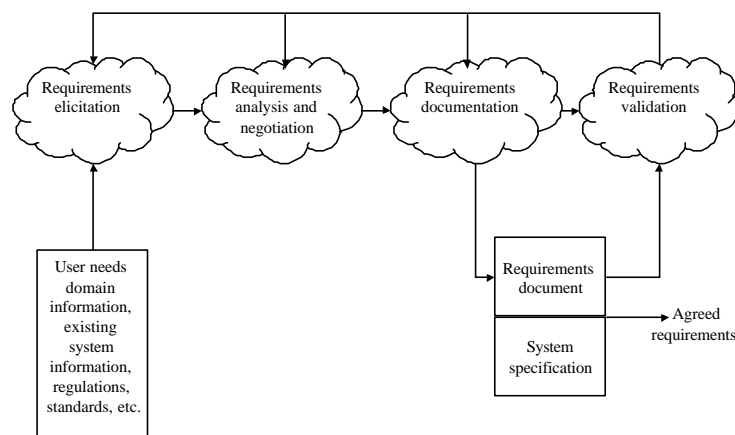 Requirements
elicitation
Requirements
analysis and
negotiation
Requirements
documentation
Requirements
validation
User needs
domain
information,
existing
system
information,
regulations,
standards, etc.
Requirements
document
System
specification
Agreed
requirements